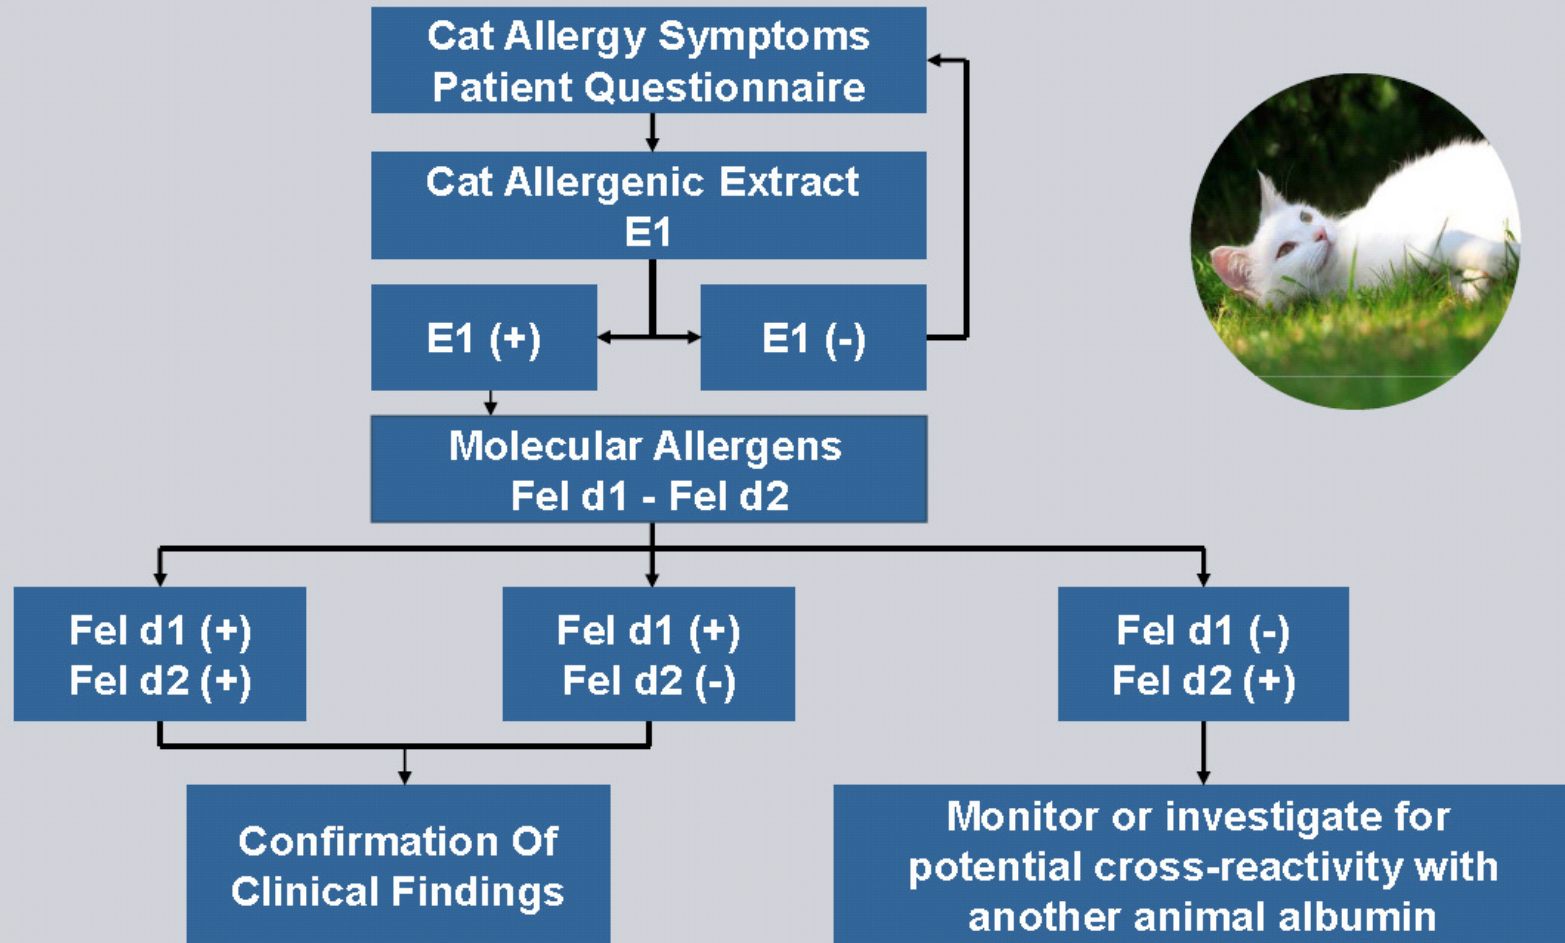 Cat Allergy Symptoms
Patient Questionnaire
Cat Allergenic Extract
E1
E1 (+)
E1 (-)
Molecular Allergens
Fel d1 - Fel d2
Fel d1 (+)
Fel d2 (+)
Fel d1 (+)
Fel d2 (-)
Fel d1 (-)
Fel d2 (+)
Confirmation Of
Clinical Findings
Monitor or investigate for
potential cross-reactivity with
another animal albumin